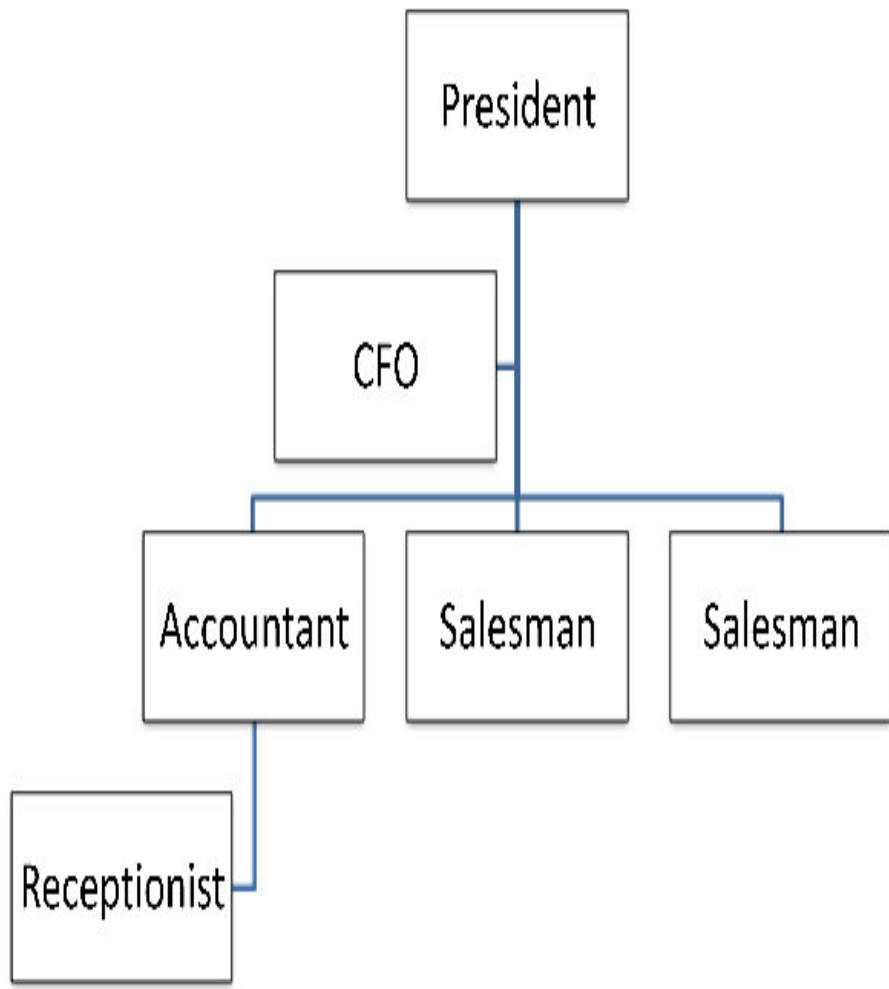 President
CFO
Accountant
Salesman
Salesman
Receptionist